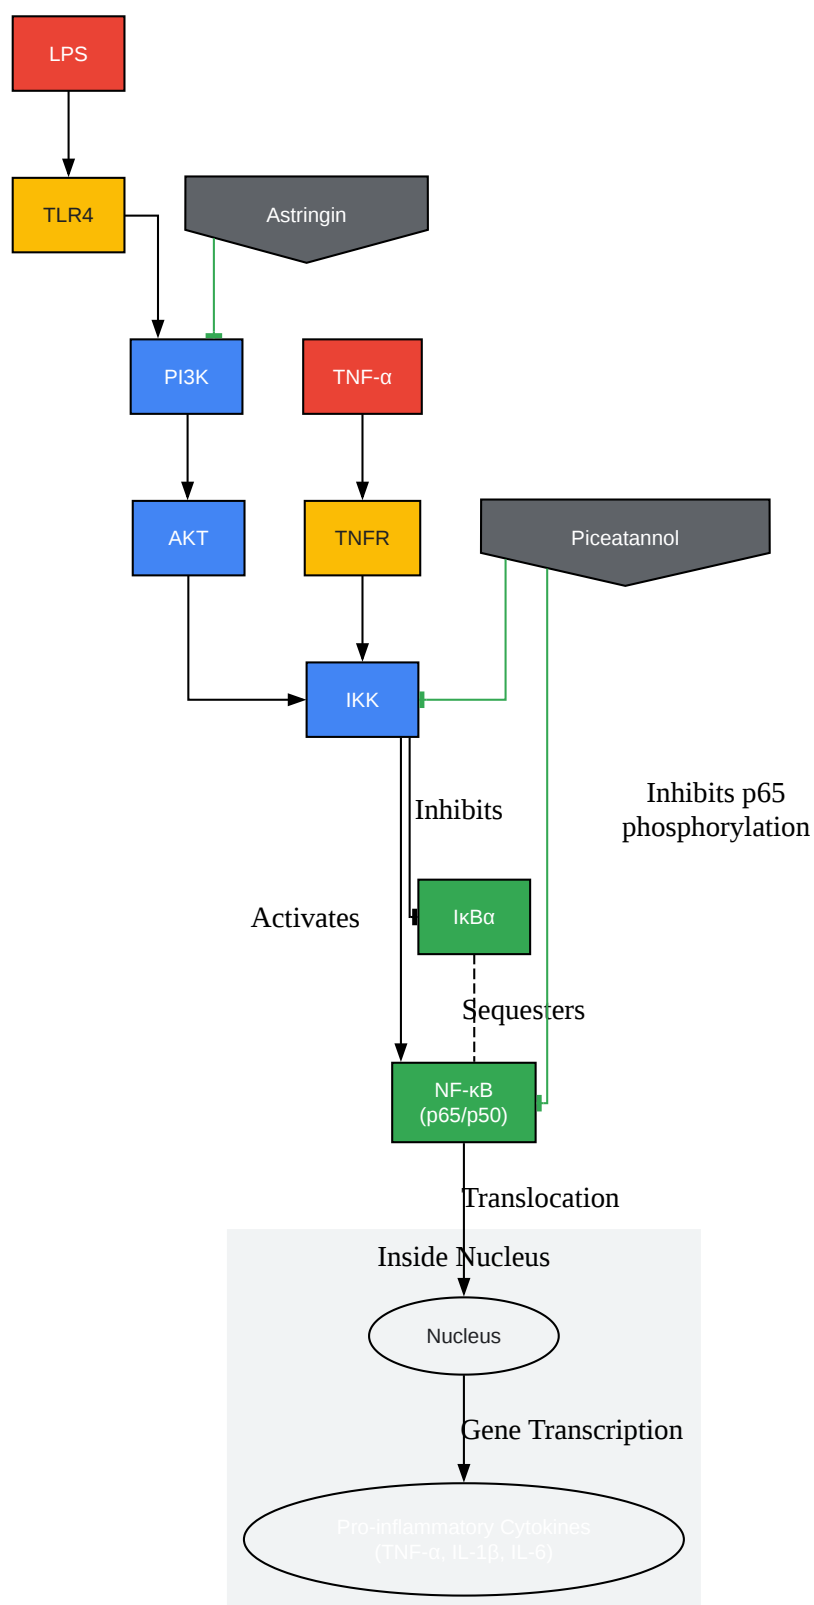 LPS
TLR4
Astringin
PI3K
TNF-α
AKT
TNFR
Piceatannol
IKK
Inhibits
Inhibits p65
phosphorylation
Activates
IκBα
Sequesters
NF-κB
(p65/p50)
Translocation
Inside Nucleus
Nucleus
Gene Transcription
Pro-inflammatory Cytokines
(TNF-α, IL-1β, IL-6)